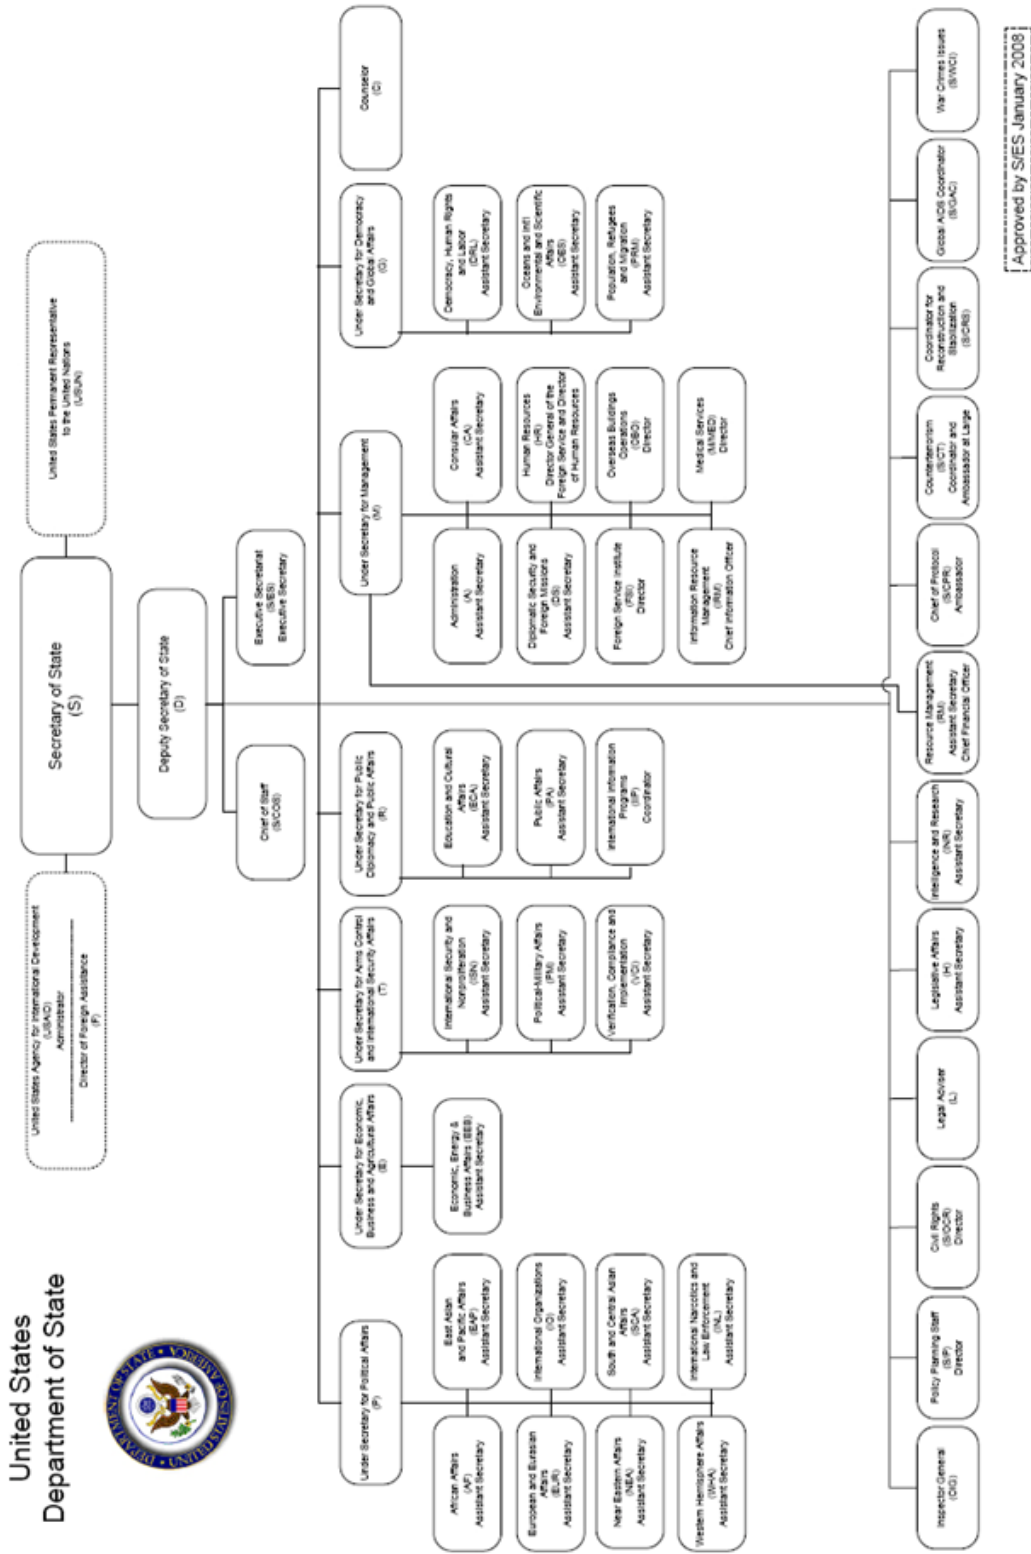 United States
Department of State
DEPARTMENT OF STATE
UNITED STATES OF AMERICA
United States Agency for International Development
(USAID)
Administrator
Director of Foreign Assistance
(F)
Secretary of State
(S)
United States Permanent Representative
to the United Nations
(USUN)
Deputy Secretary of State
(D)
Chief of Staff
(S/COS)
Executive Secretariat
(S/ES)
Executive Secretary
Under Secretary for Political Affairs
(P)
Under Secretary for Economic,
Business and Agricultural Affairs
(E)
Under Secretary for Arms Control
and International Security Affairs
(T)
Under Secretary for Public
Diplomacy and Public Affairs
(R)
Under Secretary for Management
(M)
Under Secretary for Democracy
and Global Affairs
(G)
Counselor
(C)
African Affairs
(AF)
Assistant Secretary
East Asian
and Pacific Affairs
(EAP)
Assistant Secretary
European and Eurasian
Affairs
(EUR)
Assistant Secretary
International Organizations
(IO)
Assistant Secretary
Near Eastern Affairs
(NEA)
Assistant Secretary
South and Central Asian
Affairs
(SCA)
Assistant Secretary
Western Hemisphere Affairs
(WHA)
Assistant Secretary
International Narcotics and
Law Enforcement
(INL)
Assistant Secretary
Economic, Energy &
Business Affairs (EEB)
Assistant Secretary
International Security and
Nonproliferation
(ISN)
Assistant Secretary
Political-Military Affairs
(PM)
Assistant Secretary
Verification, Compliance and
Implementation
(VCI)
Assistant Secretary
Education and Cultural
Affairs
(ECA)
Assistant Secretary
Public Affairs
(PA)
Assistant Secretary
International Information
Programs
(IIP)
Coordinator
Administration
(A)
Assistant Secretary
Consular Affairs
(CA)
Assistant Secretary
Diplomatic Security and
Foreign Missions
(DS)
Assistant Secretary
Human Resources
(HR)
Director General of the
Foreign Service and Director
of Human Resources
Foreign Service Institute
(FSI)
Director
Overseas Buildings
Operations
(OBO)
Director
Information Resource
Management
(IRM)
Chief Information Officer
Medical Services
(M/MED)
Director
Democracy, Human Rights
and Labor
(DRL)
Assistant Secretary
Oceans and Int'l
Environmental and Scientific
Affairs
(OES)
Assistant Secretary
Population, Refugees
and Migration
(PRM)
Assistant Secretary
Inspector General
(OIG)
Policy Planning Staff
(S/P)
Director
Civil Rights
(S/OCR)
Director
Legal Adviser
(L)
Legislative Affairs
(H)
Assistant Secretary
Intelligence and Research
(INR)
Assistant Secretary
Resource Management
(RM)
Assistant Secretary
Chief Financial Officer
Chief of Protocol
(S/CPR)
Ambassador
Counterterrorism
(S/CT)
Coordinator and
Ambassador at Large
Coordinator for
Reconstruction and
Stabilization
(S/CRS)
Global AIDS Coordinator
(S/GAC)
War Crimes Issues
(S/WCI)
Approved by S/ES January 2008